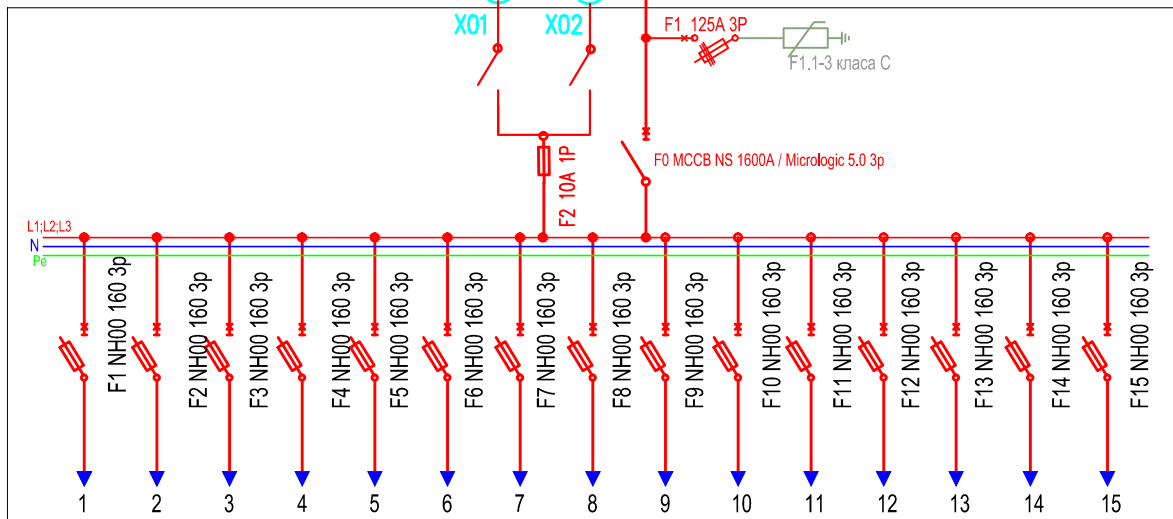 XO1
XO2
F1 125A 3P
F1.1-3 класа C
F2 10A 1P
F0 MCCB NS 1600A / Micrologic 5.0 3p
L1;L2;L3
N
Pe
F1 NH00 160 3p
F2 NH00 160 3p
F3 NH00 160 3p
F4 NH00 160 3p
F5 NH00 160 3p
F6 NH00 160 3p
F7 NH00 160 3p
F8 NH00 160 3p
F9 NH00 160 3p
F10 NH00 160 3p
F11 NH00 160 3p
F12 NH00 160 3p
F13 NH00 160 3p
F14 NH00 160 3p
F15 NH00 160 3p
1 2 3 4 5 6 7 8 9 10 11 12 13 14 15